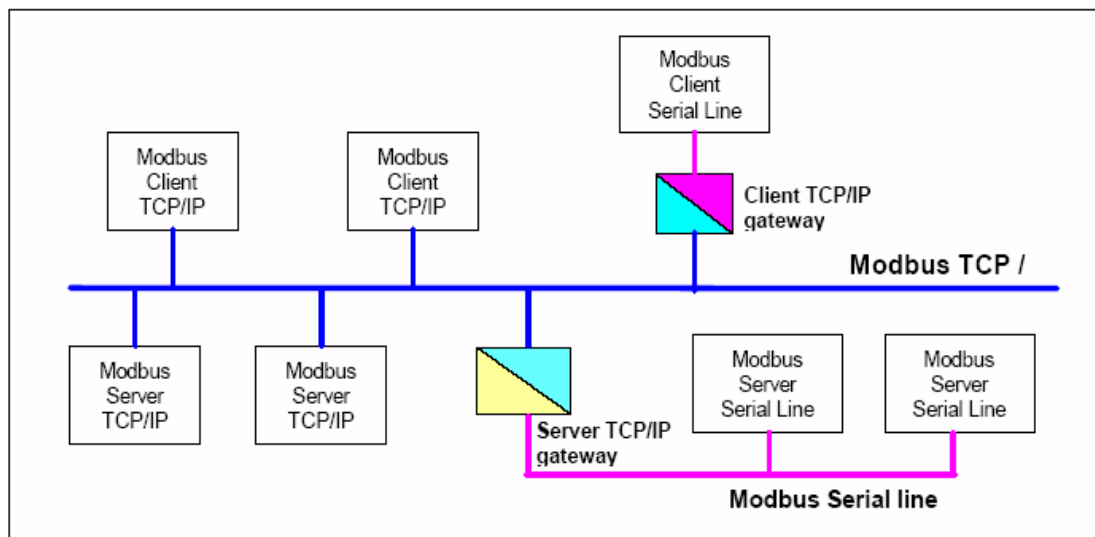 Modbus
Client
Serial Line
Modbus
Client
TCP/IP
Modbus
Client
TCP/IP
Client TCP/IP
gateway
Modbus TCP /
Modbus
Server
TCP/IP
Modbus
Server
TCP/IP
Server TCP/IP
gateway
Modbus
Server
Serial Line
Modbus
Server
Serial Line
Modbus Serial line